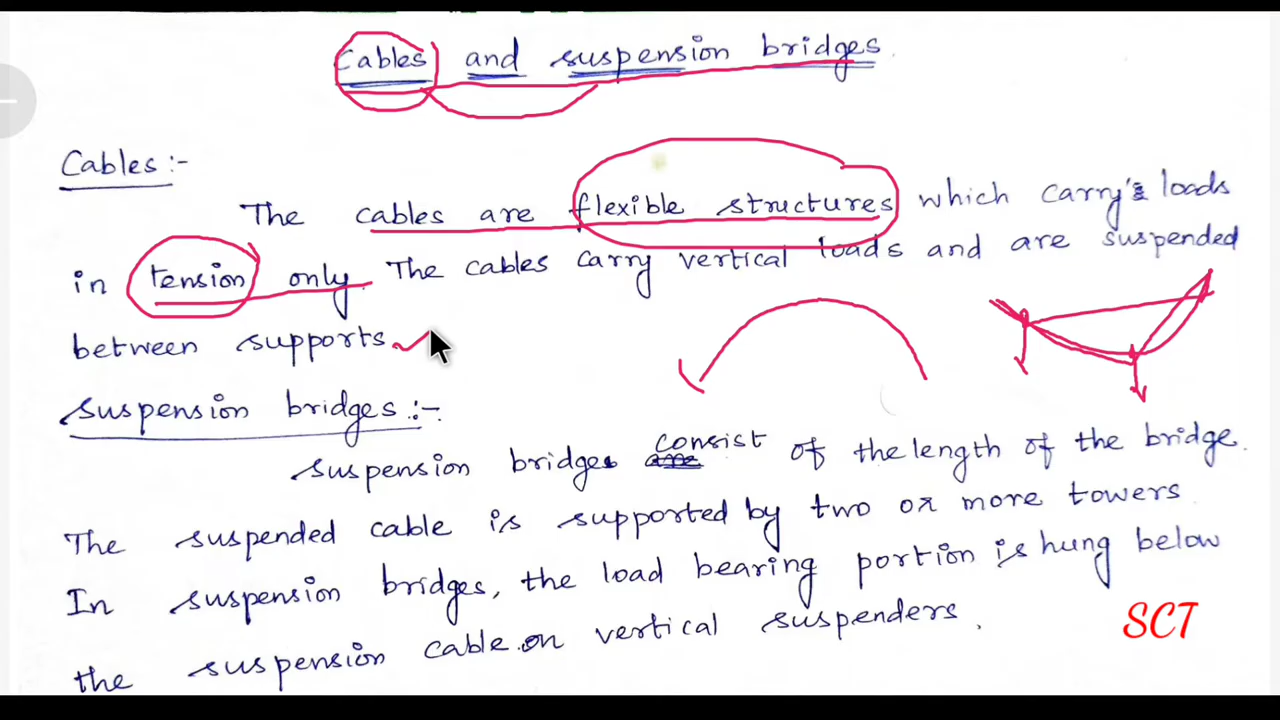 Cables and suspension bridges.
Cables :-
The cables are flexible structures which carry's loads
in tension only. The cables carry vertical loads and are suspended
between supports
suspension bridges :-
suspension bridges consist of the length of the bridge.
The suspended cable is supported by two or more towers
In suspension bridges, the load bearing portion is hung below
the suspension cable on vertical suspenders.
SCT